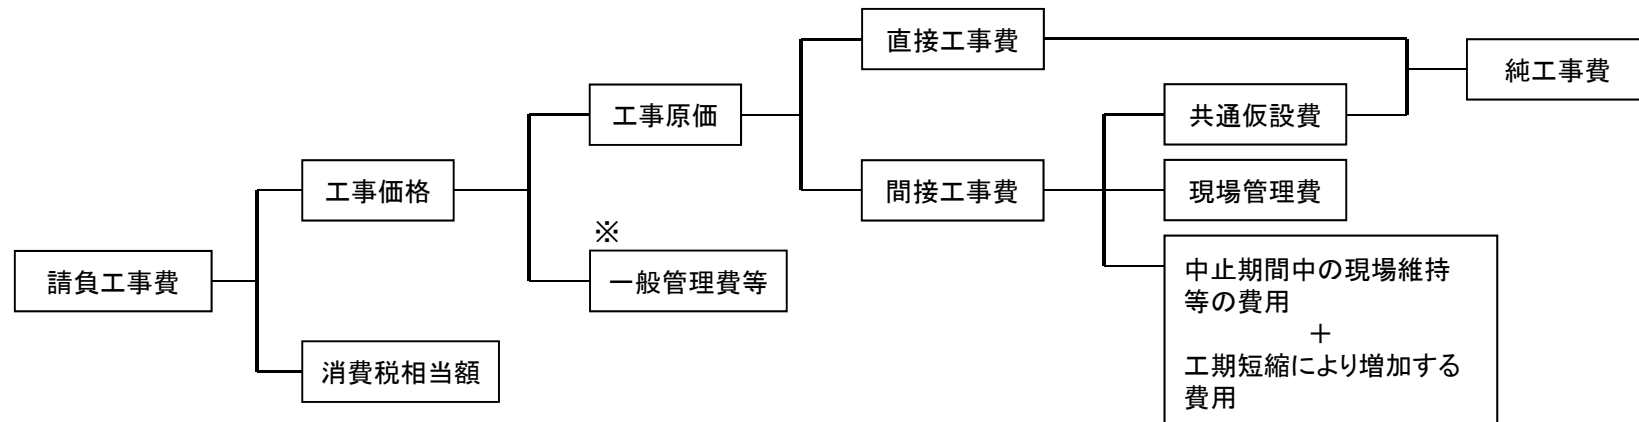 直接工事費
純工事費
工事原価
共通仮設費
工事価格
間接工事費
現場管理費
※
一般管理費等
請負工事費
中止期間中の現場維持
等の費用
+
工期短縮により増加する
費用
消費税相当額